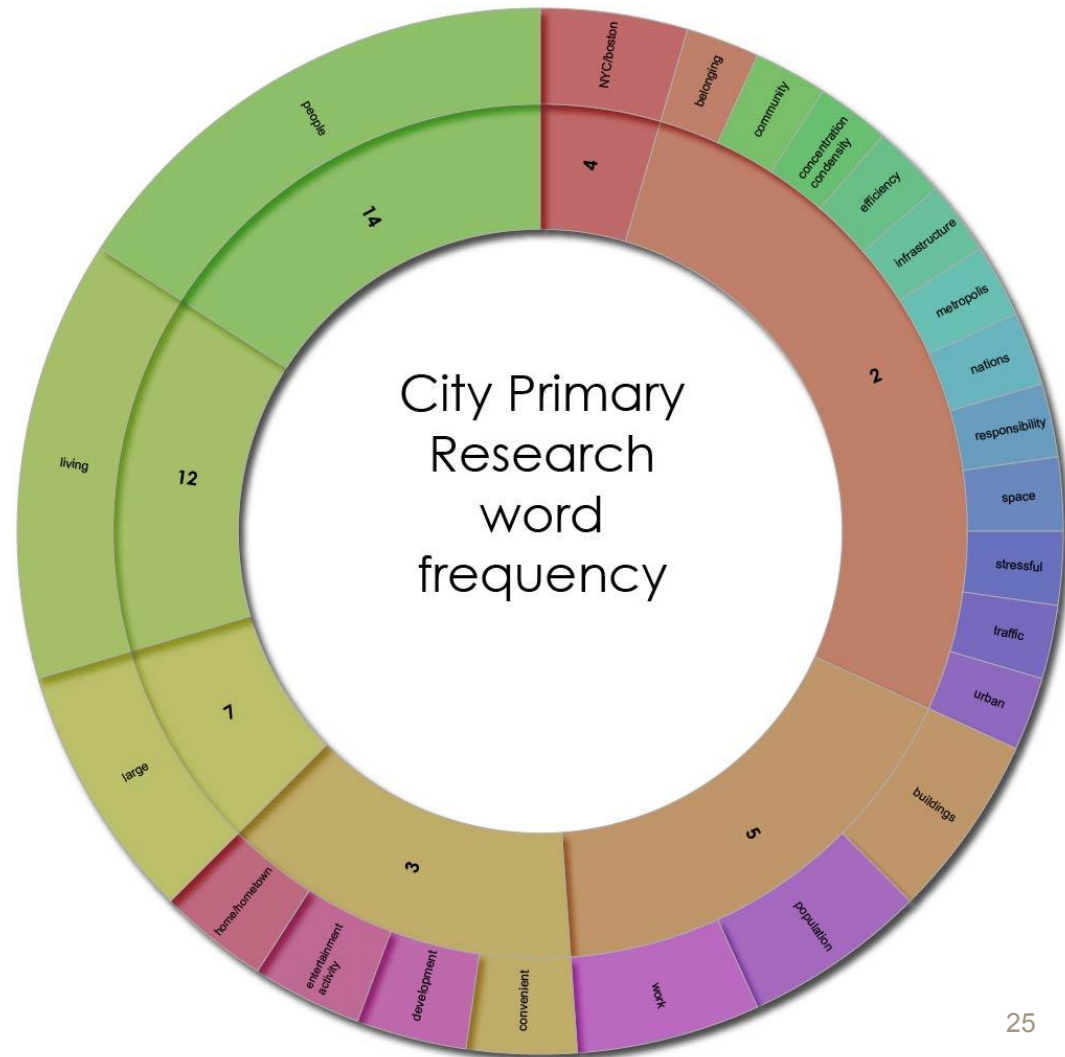 City Primary
Research
word
frequency
NYC/boston
belonging
community
concentration
condensity
efficiency
infrastructure
metropolis
nations
responsibility
space
stressful
traffic
urban
buildings
population
work
convenient
development
entertainment
activity
home/hometown
large
living
people
4
2
5
3
7
12
14
25